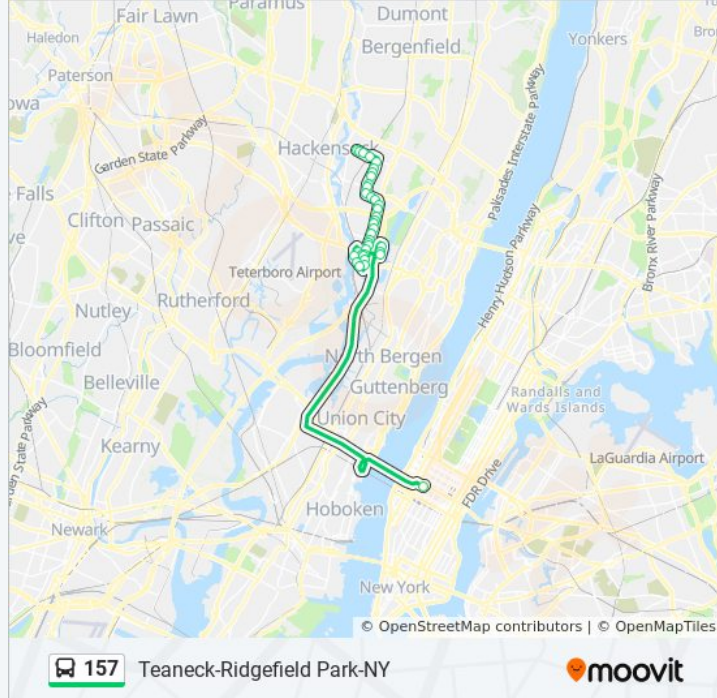 Paramus
Dumont
Fair Lawn
Haledon
Bergenfield
Yonkers
Paterson
Bro
owa
Palisades Interstate Parkway
Garden State Parkway
Hackensack
Falls
Clifton
Passaic
Bronx River Parkway
ve
Henry Hudson Parkway
Teterboro Airport
Nutley
Rutherford
Bloomfield
North Bergen
Belleville
Guttenberg
Randalls and
Wards Islands
Union City
Kearny
LaGuardia Airport
den State Parkway
FDR Drive
Hoboken
Newark
New York
© OpenStreetMap contributors | © OpenMapTiles
157
Teaneck-Ridgefield Park-NY
moovit